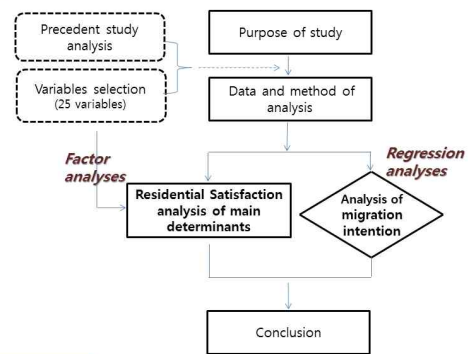 Precedent study
analysis
Purpose of study
Variables selection
(25 variables)
Data and method of
analysis
Factor
analyses
Regression
analyses
Residential Satisfaction
analysis of main
determinants
Analysis of
migration
intention
Conclusion